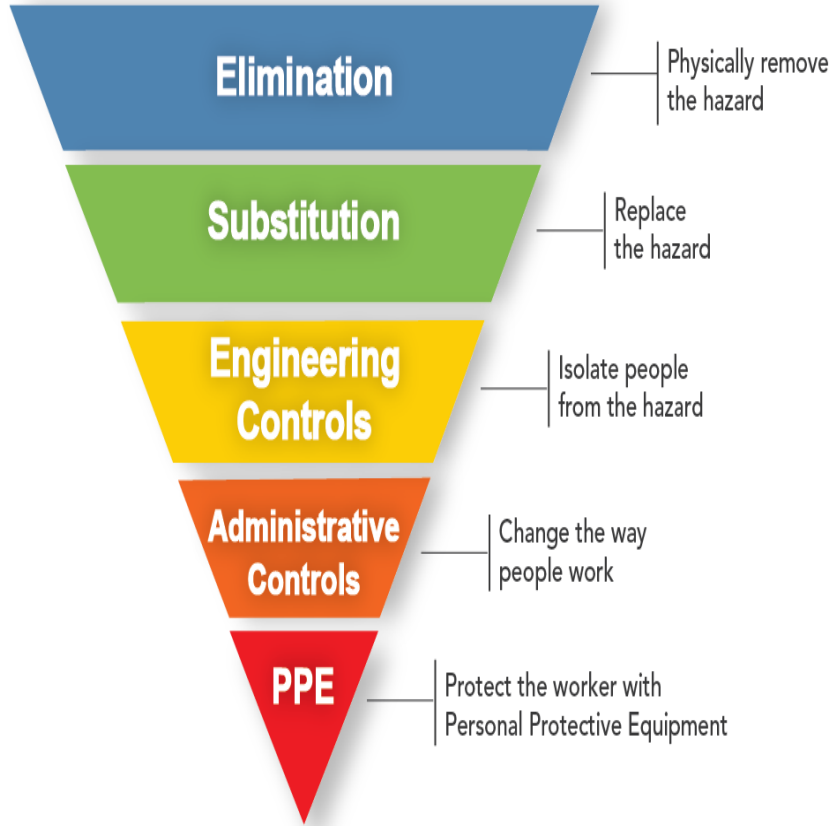 Elimination
Physically remove
the hazard
Substitution
Replace
the hazard
Engineering
Controls
Isolate people
from the hazard
Administrative
Controls
Change the way
people work
PPE
Protect the worker with
Personal Protective Equipment